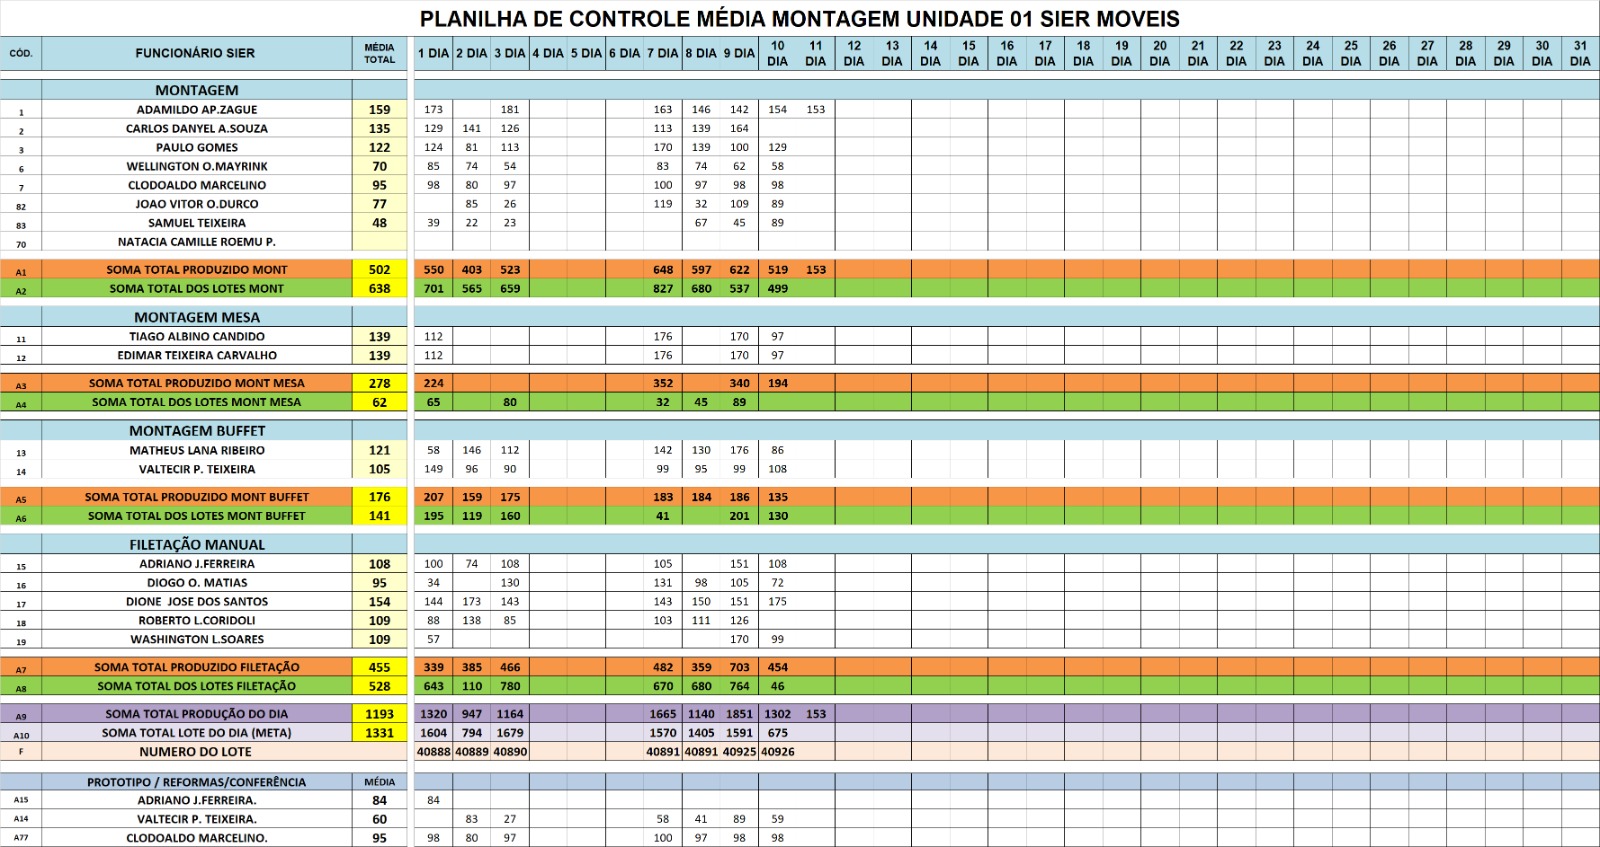 PLANILHA DE CONTROLE MÉDIA MONTAGEM UNIDADE 01 SIER MOVEIS
CÓD. FUNCIONÁRIO SIER MÉDIA TOTAL 1 DIA 2 DIA 3 DIA 4 DIA 5 DIA 6 DIA 7 DIA 8 DIA 9 DIA 10 DIA 11 DIA 12 DIA 13 DIA 14 DIA 15 DIA 16 DIA 17 DIA 18 DIA 19 DIA 20 DIA 21 DIA 22 DIA 23 DIA 24 DIA 25 DIA 26 DIA 27 DIA 28 DIA 29 DIA 30 DIA 31 DIA
MONTAGEM
1 ADAMILDO AP.ZAGUE 159 173 181 163 146 142 154 153
2 CARLOS DANYEL A.SOUZA 135 129 141 126 113 139 164
3 PAULO GOMES 122 124 81 113 170 139 100 129
6 WELLINGTON O.MAYRINK 70 85 74 54 83 74 62 58
7 CLODOALDO MARCELINO 95 98 80 97 100 97 98 98
82 JOAO VITOR O.DURCO 77 85 26 119 32 109 89
83 SAMUEL TEIXEIRA 48 39 22 23 67 45 89
70 NATACIA CAMILLE ROEMU P.
A1 SOMA TOTAL PRODUZIDO MONT 502 550 403 523 648 597 622 519 153
A2 SOMA TOTAL DOS LOTES MONT 638 701 565 659 827 680 537 499
MONTAGEM MESA
11 TIAGO ALBINO CANDIDO 139 112 176 170 97
12 EDIMAR TEIXEIRA CARVALHO 139 112 176 170 97
A3 SOMA TOTAL PRODUZIDO MONT MESA 278 224 352 340 194
A4 SOMA TOTAL DOS LOTES MONT MESA 62 65 80 32 45 89
MONTAGEM BUFFET
13 MATHEUS LANA RIBEIRO 121 58 146 112 142 130 176 86
14 VALTECIR P. TEIXEIRA 105 149 96 90 99 95 99 108
A5 SOMA TOTAL PRODUZIDO MONT BUFFET 176 207 159 175 183 184 186 135
A6 SOMA TOTAL DOS LOTES MONT BUFFET 141 195 119 160 41 201 130
FILETAÇÃO MANUAL
15 ADRIANO J.FERREIRA 108 100 74 108 105 151 108
16 DIOGO O. MATIAS 95 34 130 131 98 105 72
17 DIONE JOSE DOS SANTOS 154 144 173 143 143 150 151 175
18 ROBERTO L.CORIDOLI 109 88 138 85 103 111 126
19 WASHINGTON L.SOARES 109 57 170 99
A7 SOMA TOTAL PRODUZIDO FILETAÇÃO 455 339 385 466 482 359 703 454
A8 SOMA TOTAL DOS LOTES FILETAÇÃO 528 643 110 780 670 680 764 46
A9 SOMA TOTAL PRODUÇÃO DO DIA 1193 1320 947 1164 1665 1140 1851 1302 153
A10 SOMA TOTAL LOTE DO DIA (META) 1331 1604 794 1679 1570 1405 1591 675
F NUMERO DO LOTE 40888 40889 40890 40891 40891 40925 40926
PROTOTIPO / REFORMAS/CONFERÊNCIA MÉDIA
A15 ADRIANO J.FERREIRA. 84 84
A14 VALTECIR P. TEIXEIRA. 60 83 27 58 41 89 59
A77 CLODOALDO MARCELINO. 95 98 80 97 100 97 98 98